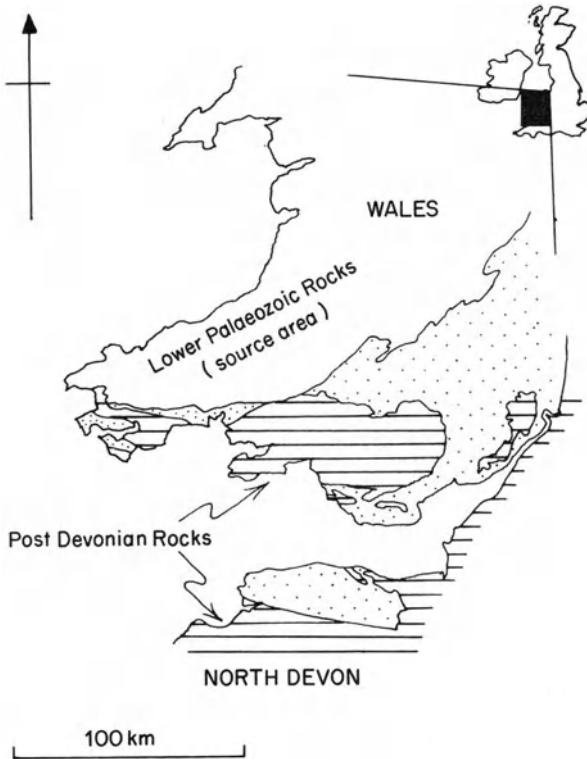 WALES
Lower Palaeozoic Rocks
( source area )
Post Devonian Rocks
NORTH DEVON
100 km